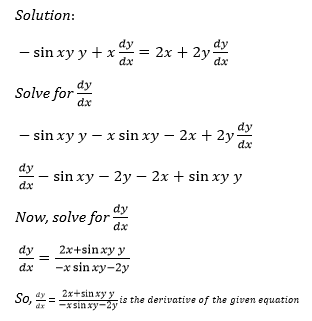 Solution:
− sin xy y + x dy/dx = 2x + 2y dy/dx
Solve for dy/dx
− sin xy y − x sin xy − 2x + 2y dy/dx
dy/dx − sin xy − 2y − 2x + sin xy y
Now, solve for dy/dx
dy/dx = 2x+sin xy y / −x sin xy−2y
So, dy/dx = 2x+sin xy y / −x sin xy−2y is the derivative of the given equation